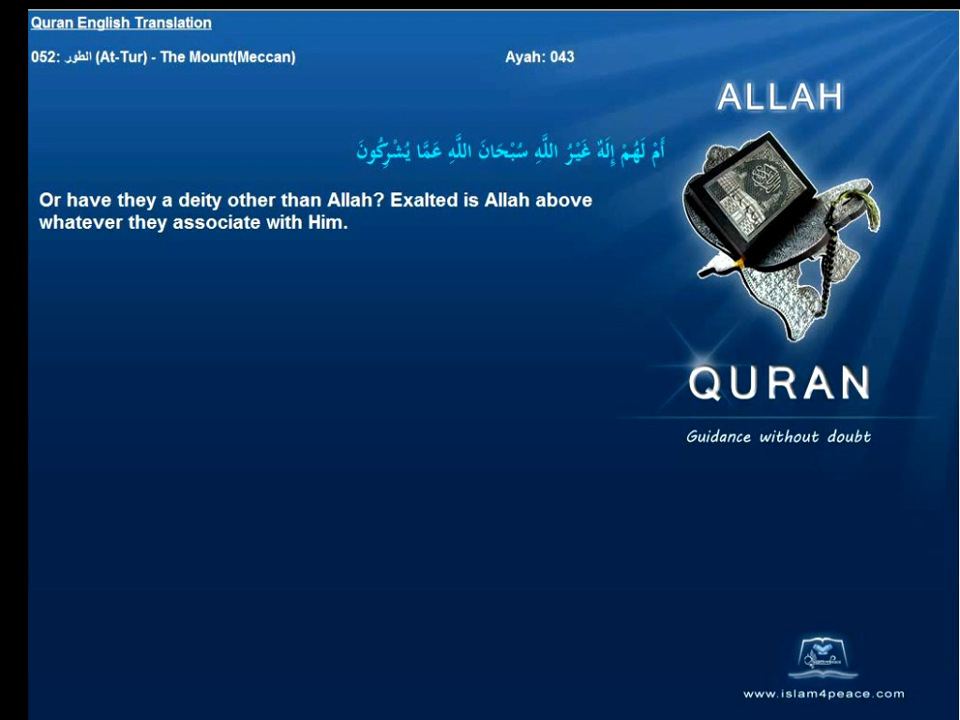 Quran English Translation
052: الطور (At-Tur) - The Mount(Meccan) Ayah: 043
ALLAH
أَمْ لَهُمْ إِلَهٌ غَيْرُ اللَّهِ سُبْحَانَ اللَّهِ عَمَّا يُشْرِكُونَ
Or have they a deity other than Allah? Exalted is Allah above
whatever they associate with Him.
QURAN
Guidance without doubt
www.islam4peace.com